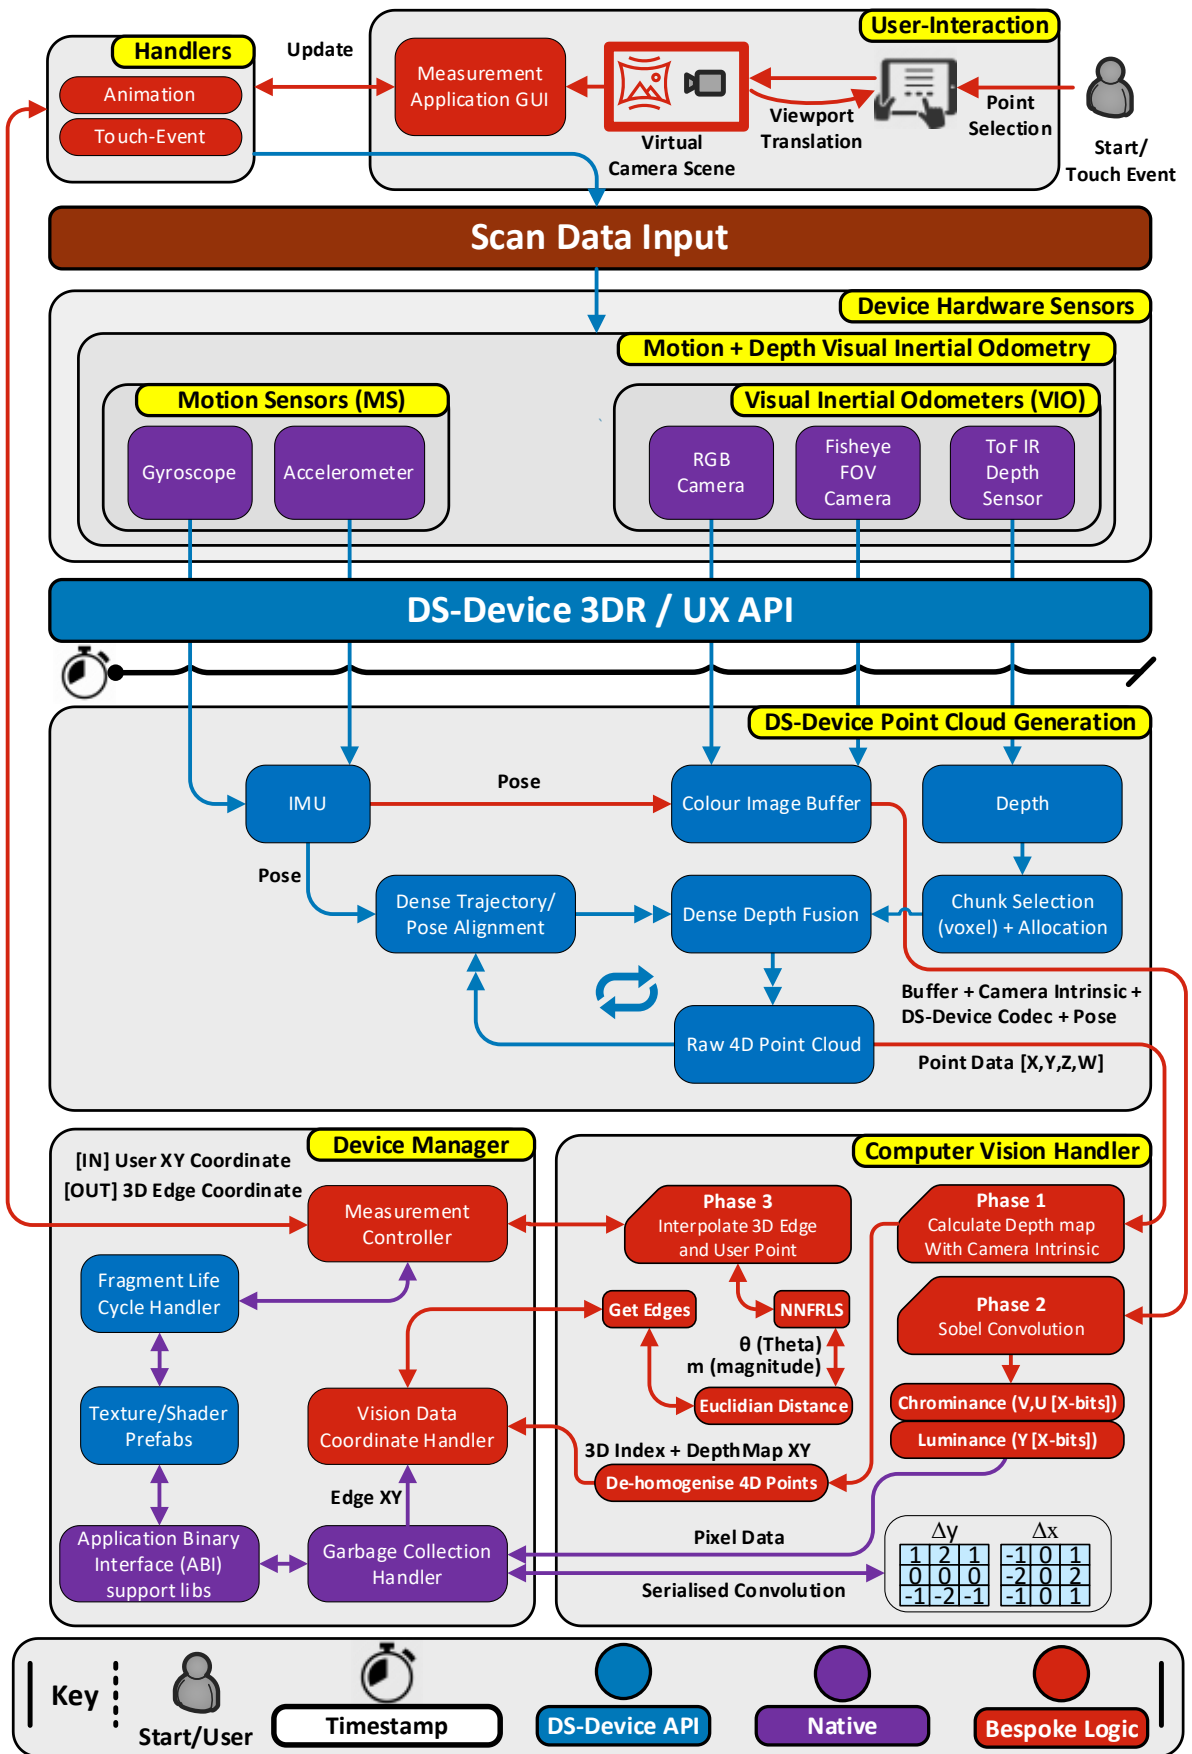 Handlers
Animation
Touch-Event
Update
User-Interaction
Measurement
Application GUI
Virtual
Camera Scene
Viewport
Translation
Point
Selection
Start/
Touch Event
Scan Data Input
Device Hardware Sensors
Motion + Depth Visual Inertial Odometry
Motion Sensors (MS)
Gyroscope
Accelerometer
Visual Inertial Odometers (VIO)
RGB
Camera
Fisheye
FOV
Camera
ToF IR
Depth
Sensor
DS-Device 3DR / UX API
DS-Device Point Cloud Generation
IMU
Pose
Colour Image Buffer
Depth
Pose
Dense Trajectory/
Pose Alignment
Dense Depth Fusion
Chunk Selection
(voxel) + Allocation
Buffer + Camera Intrinsic +
DS-Device Codec + Pose
Raw 4D Point Cloud
Point Data [X,Y,Z,W]
Device Manager
[IN] User XY Coordinate
[OUT] 3D Edge Coordinate
Measurement
Controller
Fragment Life
Cycle Handler
Texture/Shader
Prefabs
Vision Data
Coordinate Handler
Edge XY
Application Binary
Interface (ABI)
support libs
Garbage Collection
Handler
Computer Vision Handler
Phase 3
Interpolate 3D Edge
and User Point
Phase 1
Calculate Depth map
With Camera Intrinsic
Get Edges
NNFRLS
Phase 2
Sobel Convolution
θ (Theta)
m (magnitude)
Euclidian Distance
Chrominance (V,U [X-bits])
Luminance (Y [X-bits])
3D Index + DepthMap XY
De-homogenise 4D Points
Pixel Data
Serialised Convolution
Δy
1 2 1
0 0 0
-1 -2 -1
Δx
-1 0 1
-2 0 2
-1 0 1
Key
Start/User
Timestamp
DS-Device API
Native
Bespoke Logic